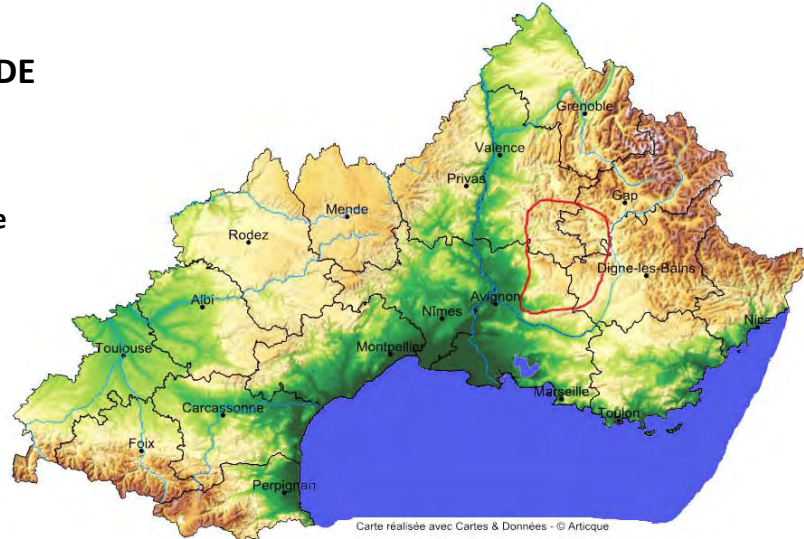 DE
e
Grenoble
Valence
Privas
Gap
Mende
Rodez
Digne-les-Bains
Albi
Avignon
Nîmes
Nice
Toulouse
Montpellier
Marseille
Carcassonne
Toulon
Foix
Perpignan
Carte réalisée avec Cartes & Données - © Articque